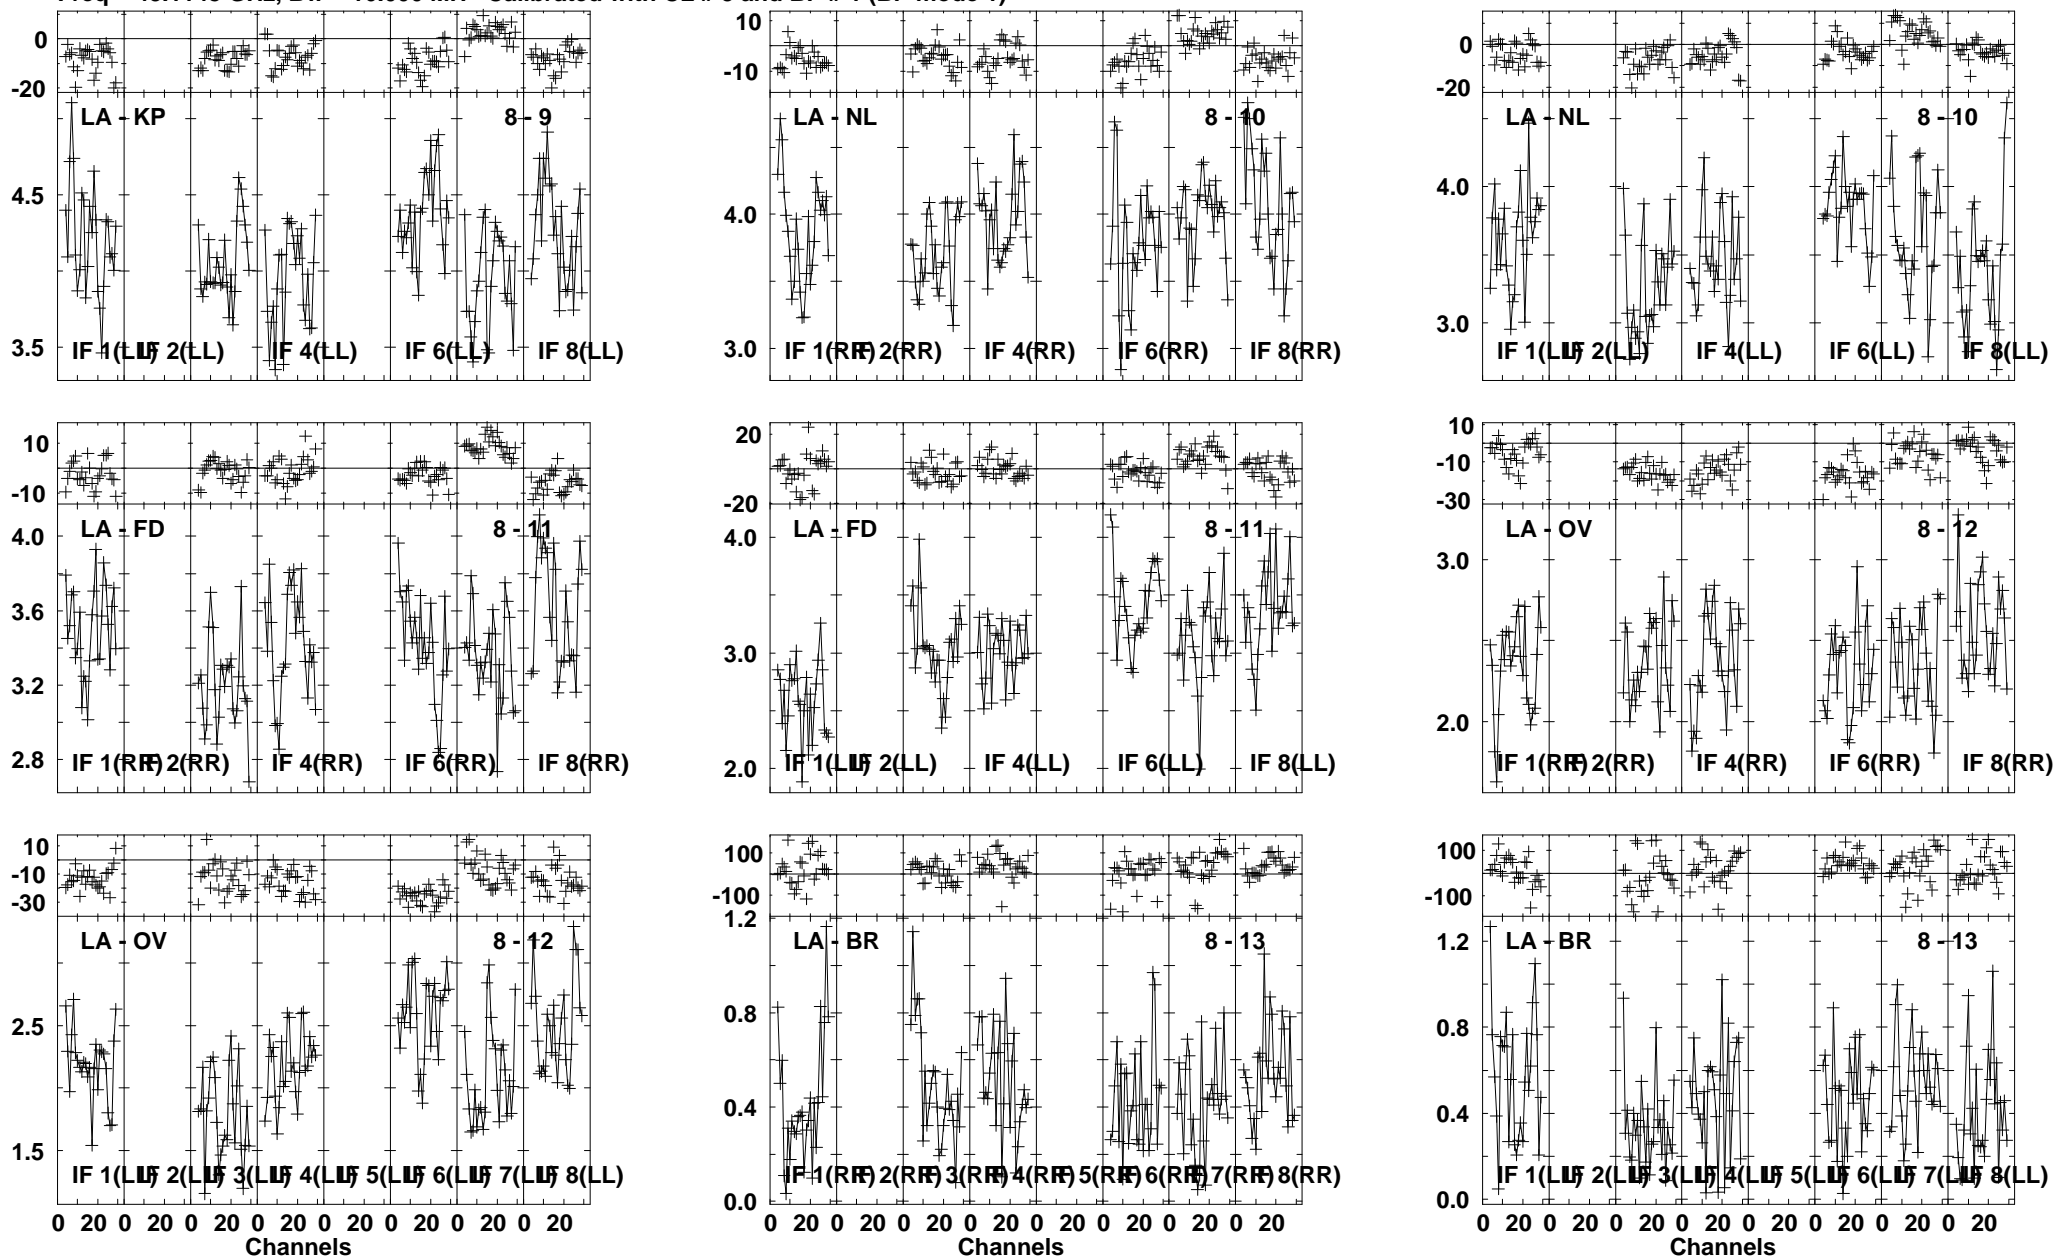 0 10 0
-20 -10 -20
LA - KP 8 - 9 LA - NL 8 - 10 LA - NL 8 - 10
4.5 4.0 4.0
3.5 3.0 3.0
IF 1(LL) IF 2(LL) IF 4(LL) IF 6(LL) IF 8(LL) IF 1(RR) IF 2(RR) IF 4(RR) IF 6(RR) IF 8(RR) IF 1(LL) IF 2(LL) IF 4(LL) IF 6(LL) IF 8(LL)
10 20 10
-10 -20 -10
-30
LA - FD 8 - 11 LA - FD 8 - 11 LA - OV 8 - 12
4.0 4.0 3.0
3.6
3.2 3.0 2.0
2.8 2.0
IF 1(RR) IF 2(RR) IF 4(RR) IF 6(RR) IF 8(RR) IF 1(LL) IF 2(LL) IF 4(LL) IF 6(LL) IF 8(LL) IF 1(RR) IF 2(RR) IF 4(RR) IF 6(RR) IF 8(RR)
10 100 100
-10 -100 -100
-30
LA - OV 8 - 12 LA - BR 8 - 13 LA - BR 8 - 13
2.5 1.2 1.2
1.5 0.8 0.8
0.4 0.4
0.0 0.0
IF 1(LL) IF 2(LL) IF 3(LL) IF 4(LL) IF 5(LL) IF 6(LL) IF 7(LL) IF 8(LL) IF 1(RR) IF 2(RR) IF 3(RR) IF 4(RR) IF 5(RR) IF 6(RR) IF 7(RR) IF 8(RR) IF 1(LL) IF 2(LL) IF 3(LL) IF 4(LL) IF 5(LL) IF 6(LL) IF 7(LL) IF 8(LL)
0 20 0 20 0 20 0 20 0 20 0 20 0 20 0 20 0 20 0 20 0 20 0 20 0 20 0 20 0 20 0 20 0 20 0 20 0 20 0 20 0 20 0 20 0 20 0 20
Channels Channels Channels